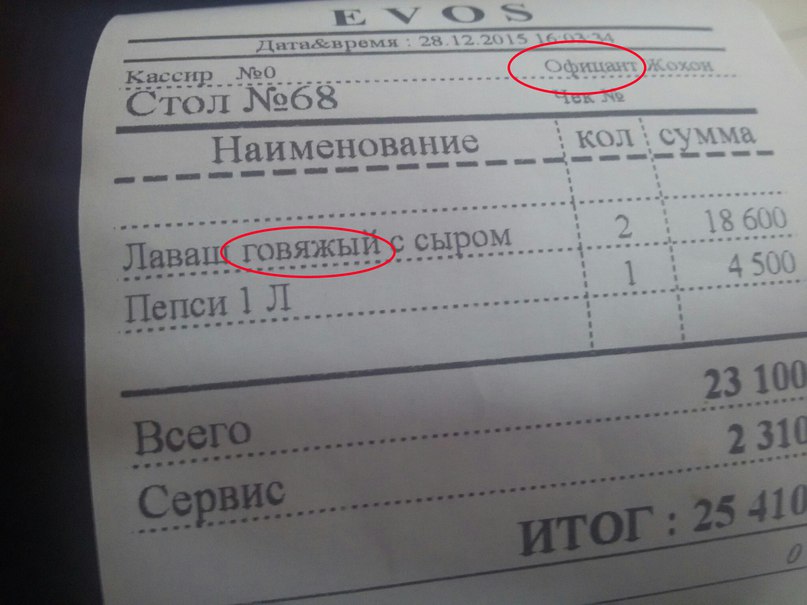 EVOS
Дата&время : 28.12.2015 16:03:34
Кассир №0 Офицант Жохон
Стол №68 Чек №
Наименование кол сумма
Лаваш говяжый с сыром 2 18 600
Пепси 1 Л 1 4 500
Всего 23 100
Сервис 2 310
ИТОГ : 25 410
0